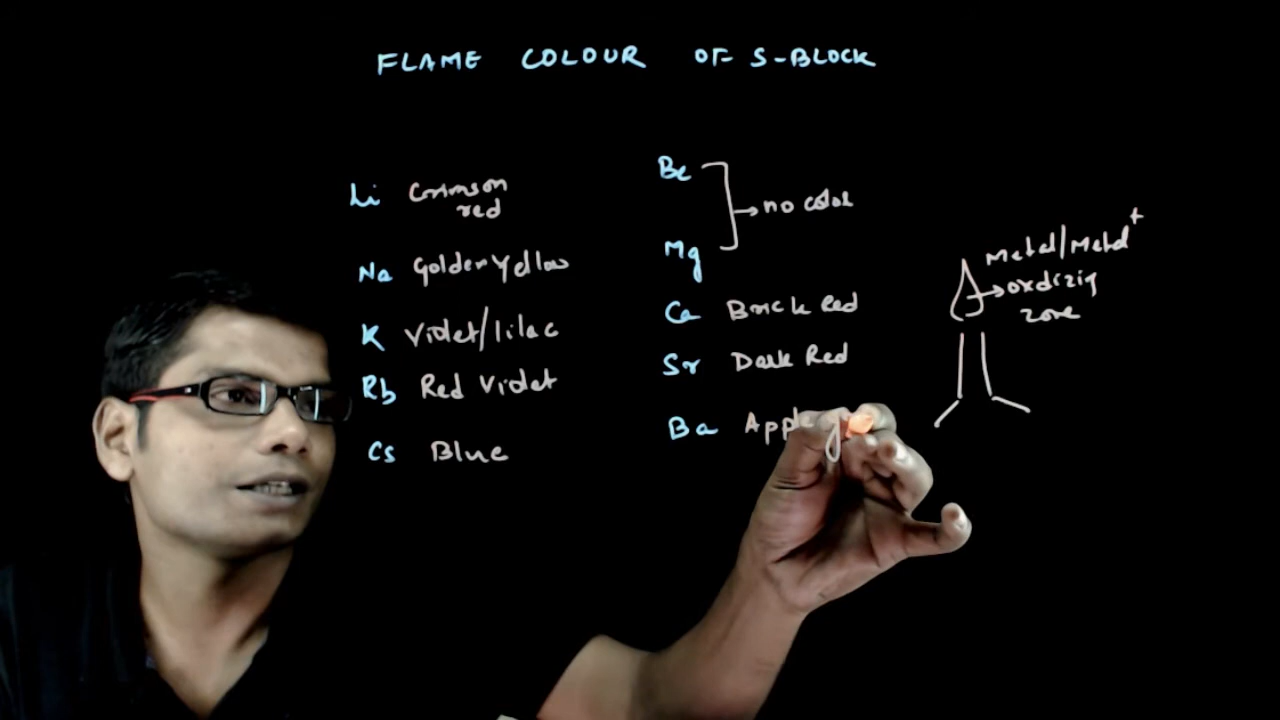 FLAME COLOUR OF S-BLOCK
Li Crimson
red
Na Golden Yellow
K Violet/lilac
Rb Red Violet
Cs Blue
Be
Mg
no color
Ca Brick Red
Sr Dark Red
Ba Apple g
Metal/Metal+
oxdizig
zone